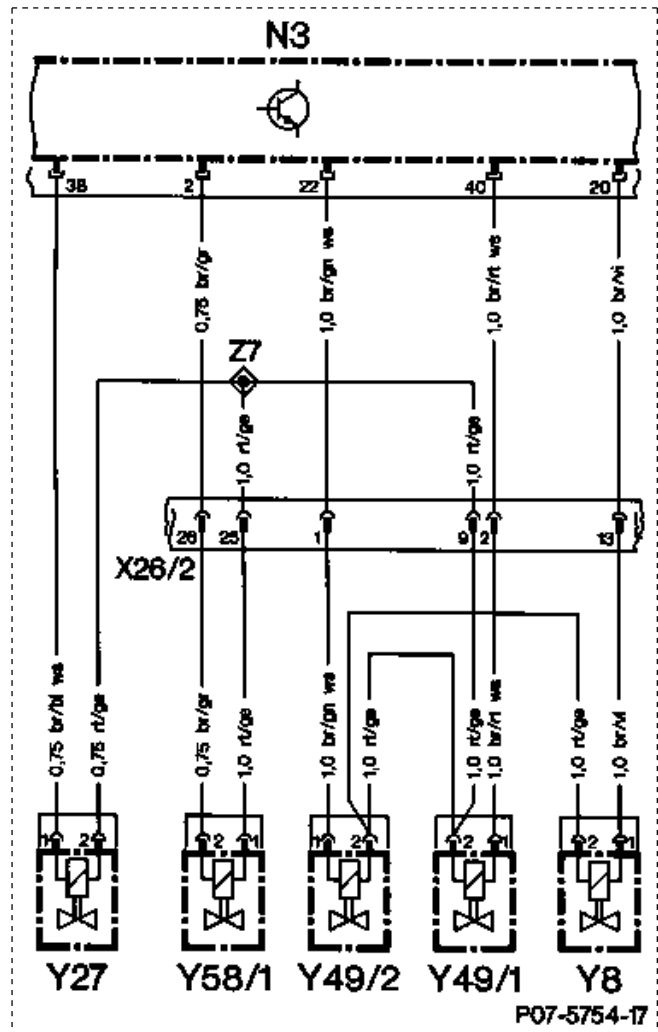 N3
38 2 22 40 20
0,75 br/gr
1,0 br/gn ws
1,0 br/rt ws
1,0 br/vi
Z7
1,0 rt/ge
1,0 rt/ge
26 25 1 9 2 13
X26/2
0,75 br/bl ws
0,75 rt/ge
0,75 br/gr
1,0 rt/ge
1,0 br/gn ws
1,0 rt/ge
1,0 rt/ge
1,0 br/rt ws
1,0 rt/ge
1,0 br/vi
1 2 2 1 1 2 2 1 2 1
Y27 Y58/1 Y49/2 Y49/1 Y8
P07-5754-17